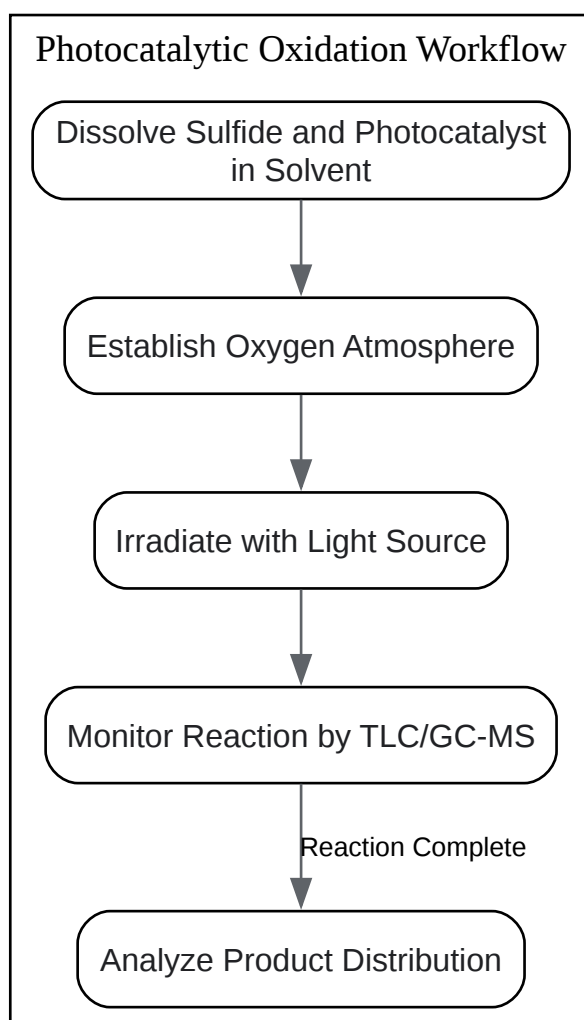 Photocatalytic Oxidation Workflow
Dissolve Sulfide and Photocatalyst
in Solvent
Establish Oxygen Atmosphere
Irradiate with Light Source
Monitor Reaction by TLC/GC-MS
Reaction Complete
Analyze Product Distribution